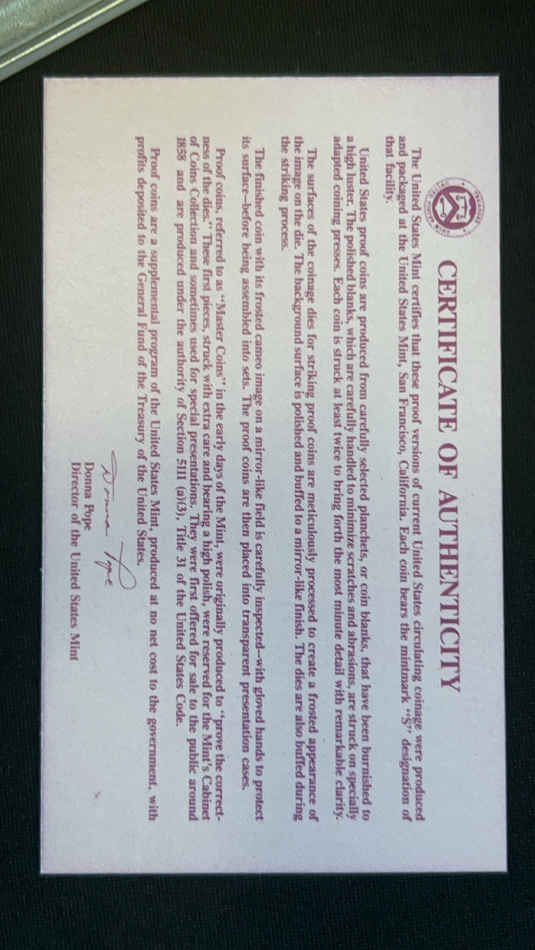 CERTIFICATE OF AUTHENTICITY
The United States Mint certifies that these proof versions of current United States circulating coinage were produced
and packaged at the United States Mint, San Francisco, California. Each coin bears the mintmark "S" designation of
that facility.
United States proof coins are produced from carefully selected planchets, or coin blanks, that have been burnished to
a high luster. The polished blanks, which are carefully handled to minimize scratches and abrasions, are struck on specially
adapted coining presses. Each coin is struck at least twice to bring forth the most minute detail with remarkable clarity.
The surfaces of the coinage dies for striking proof coins are meticulously processed to create a frosted appearance of
the image on the die. The background surface is polished and buffed to a mirror-like finish. The dies are also buffed during
the striking process.
The finished coin with its frosted cameo image on a mirror-like field is carefully inspected—with gloved hands to protect
its surface—before being assembled into sets. The proof coins are then placed into transparent presentation cases.
Proof coins, referred to as "Master Coins" in the early days of the Mint, were originally produced to "prove the correct-
ness of the dies." These first pieces, struck with extra care and bearing a high polish, were reserved for the Mint's Cabinet
of Coins Collection and sometimes used for special presentations. They were first offered for sale to the public around
1858 and are produced under the authority of Section 5111 (a)(3), Title 31 of the United States Code.
Proof coins are a supplemental program of the United States Mint, produced at no net cost to the government, with
profits deposited to the General Fund of the Treasury of the United States.
Donna Pope
Donna Pope
Director of the United States Mint